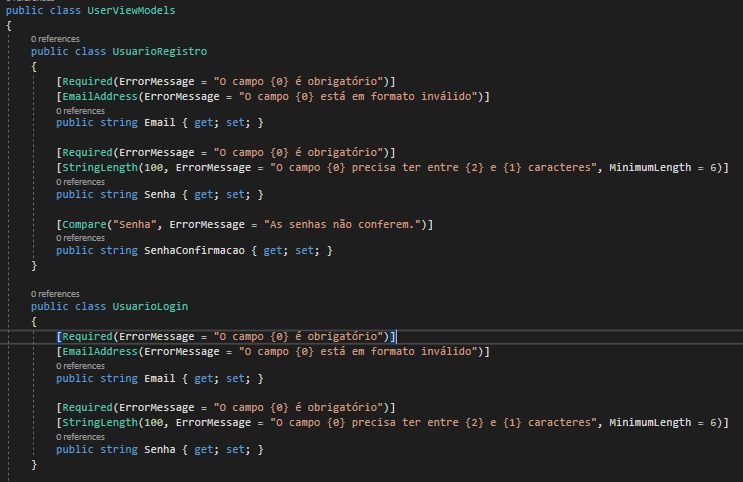 0 references
public class UserViewModels
{
0 references
public class UsuarioRegistro
{
[Required(ErrorMessage = "O campo {0} é obrigatório")]
[EmailAddress(ErrorMessage = "O campo {0} está em formato inválido")]
0 references
public string Email { get; set; }
[Required(ErrorMessage = "O campo {0} é obrigatório")]
[StringLength(100, ErrorMessage = "O campo {0} precisa ter entre {2} e {1} caracteres", MinimumLength = 6)]
0 references
public string Senha { get; set; }
[Compare("Senha", ErrorMessage = "As senhas não conferem.")]
0 references
public string SenhaConfirmacao { get; set; }
}
0 references
public class UsuarioLogin
{
[Required(ErrorMessage = "O campo {0} é obrigatório")]
[EmailAddress(ErrorMessage = "O campo {0} está em formato inválido")]
0 references
public string Email { get; set; }
[Required(ErrorMessage = "O campo {0} é obrigatório")]
[StringLength(100, ErrorMessage = "O campo {0} precisa ter entre {2} e {1} caracteres", MinimumLength = 6)]
0 references
public string Senha { get; set; }
}